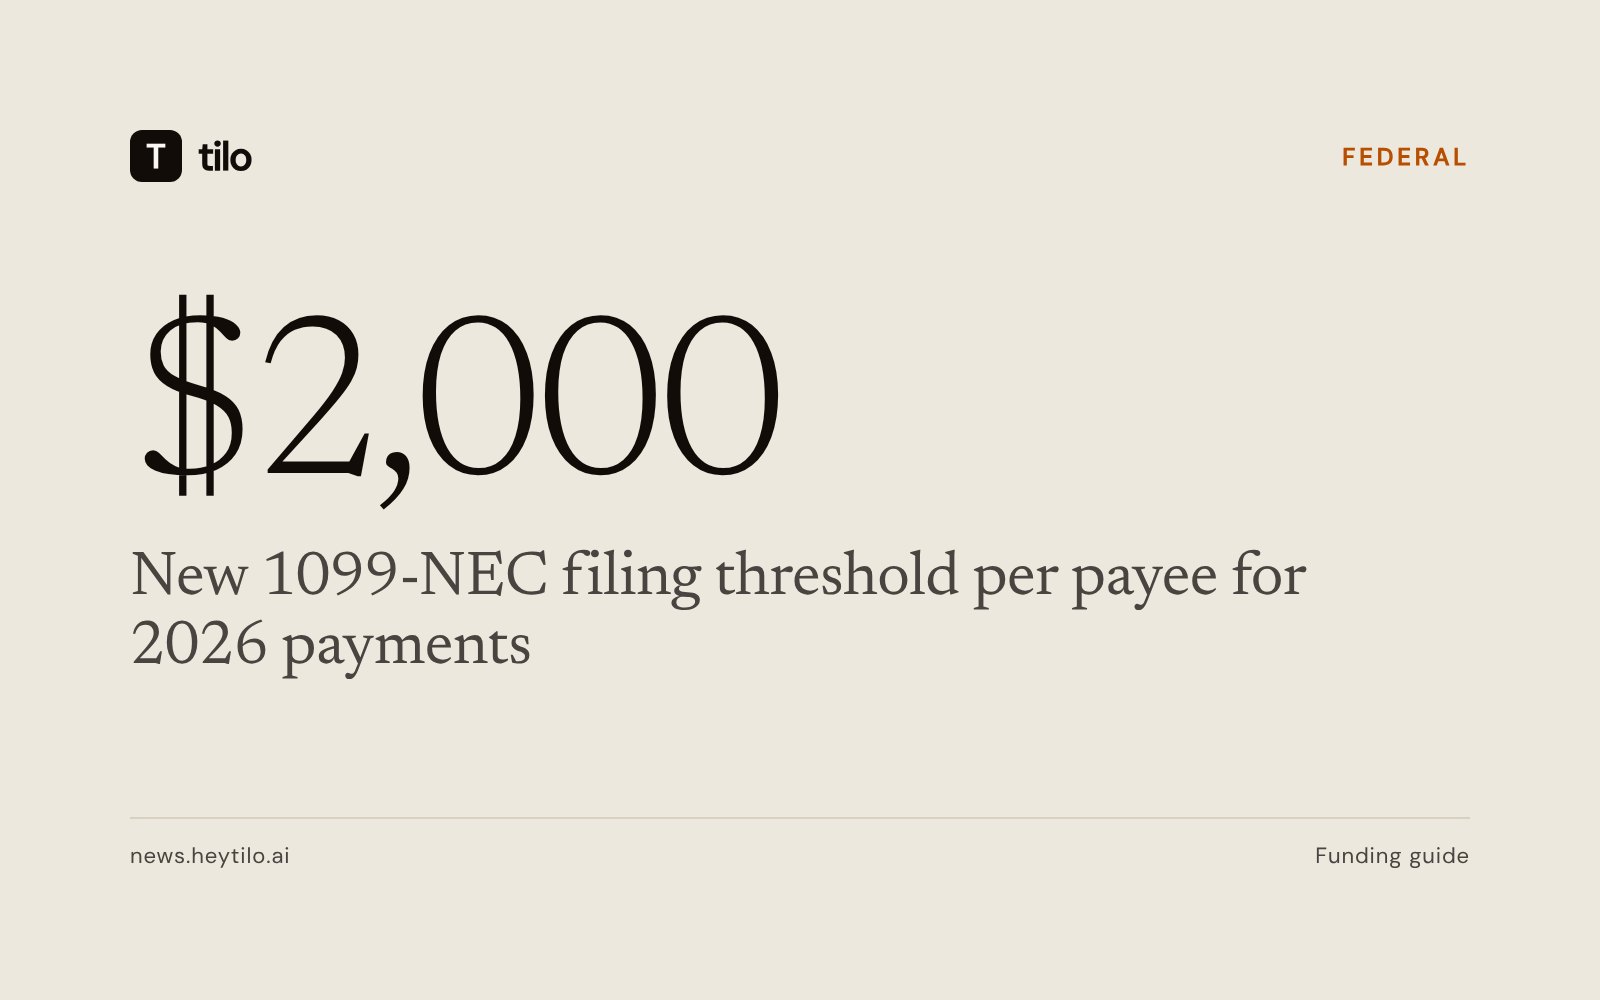 T tilo
FEDERAL
$2,000
New 1099-NEC filing threshold per payee for
2026 payments
news.heytilo.ai
Funding guide